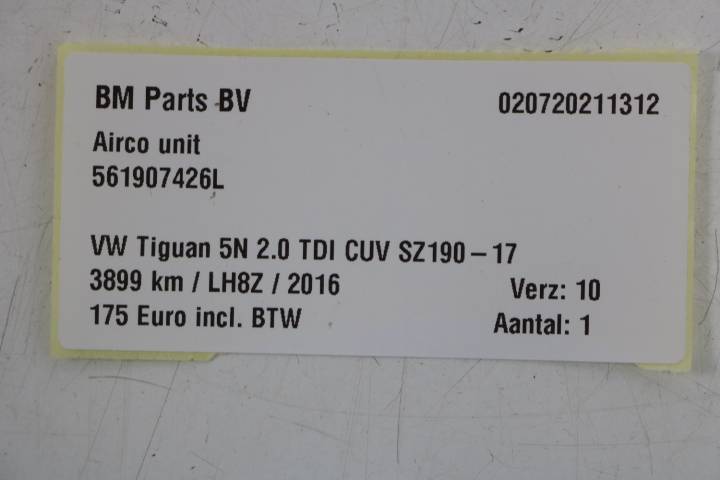 BM Parts BV 020720211312
Airco unit
561907426L
VW Tiguan 5N 2.0 TDI CUV SZ190 – 17
3899 km / LH8Z / 2016 Verz: 10
175 Euro incl. BTW Aantal: 1